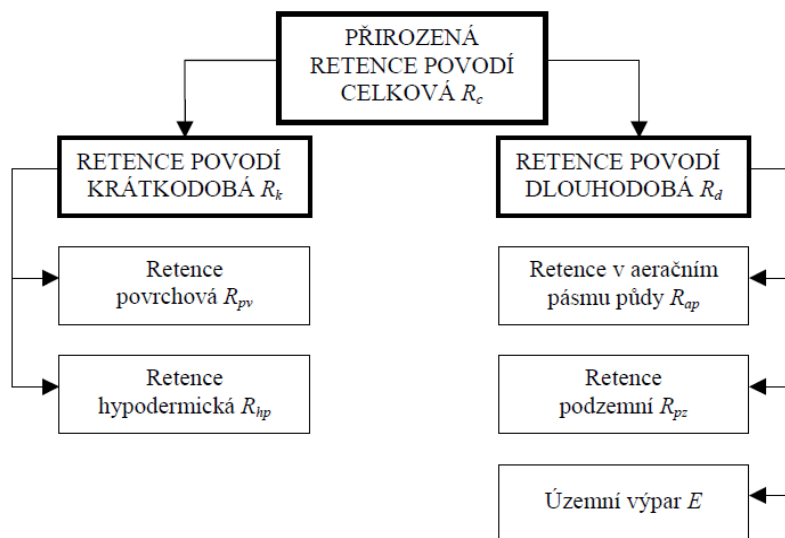 PŘIROZENÁ
RETENCE POVODÍ
CELKOVÁ Rc
RETENCE POVODÍ
KRÁTKODOBÁ Rk
Retence
povrchová Rpv
Retence
hypodermická Rhp
RETENCE POVODÍ
DLOUHODOBÁ Rd
Retence v aeračním
pásmu půdy Rap
Retence
podzemní Rpz
Územní výpar E